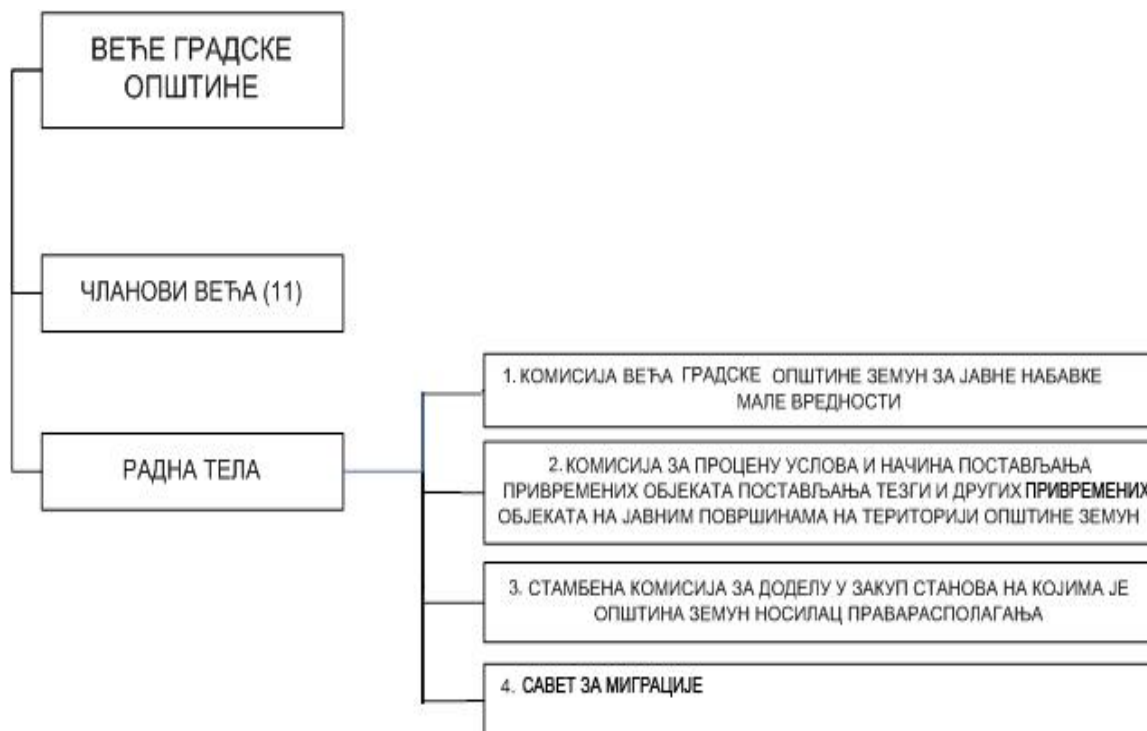 ВЕЋЕ ГРАДСКЕ
ОПШТИНЕ
ЧЛАНОВИ ВЕЋА (11)
РАДНА ТЕЛА
1. КОМИСИЈА ВЕЋА ГРАДСКЕ ОПШТИНЕ ЗЕМУН ЗА ЈАВНЕ НАБАВКЕ
МАЛЕ ВРЕДНОСТИ
2. КОМИСИЈА ЗА ПРОЦЕНУ УСЛОВА И НАЧИНА ПОСТАВЉАЊА
ПРИВРЕМЕНИХ ОБЈЕКАТА ПОСТАВЉАЊА ТЕЗГИ И ДРУГИХ ПРИВРЕМЕНИХ
ОБЈЕКАТА НА ЈАВНИМ ПОВРШИНАМА НА ТЕРИТОРИЈИ ОПШТИНЕ ЗЕМУН
3. СТАМБЕНА КОМИСИЈА ЗА ДОДЕЛУ У ЗАКУП СТАНОВА НА КОЈИМА ЈЕ
ОПШТИНА ЗЕМУН НОСИЛАЦ ПРАВАРАСПОЛАГАЊА
4. САВЕТ ЗА МИГРАЦИЈЕ